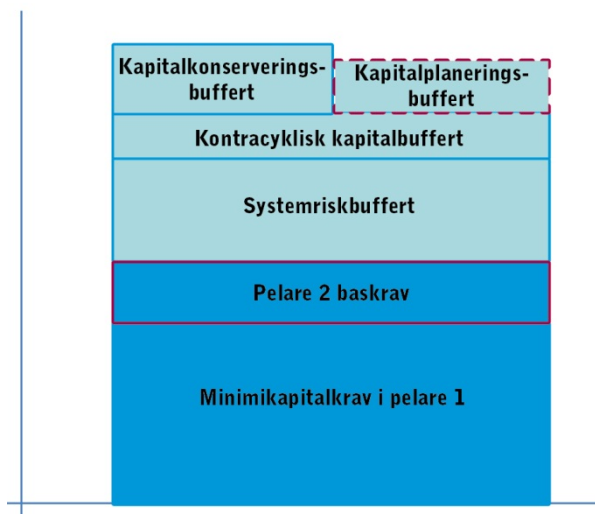 Kapitalkonserverings-
buffert
Kapitalplanerings-
buffert
Kontracyklisk kapitalbuffert
Systemriskbuffert
Pelare 2 baskrav
Minimikapitalkrav i pelare 1